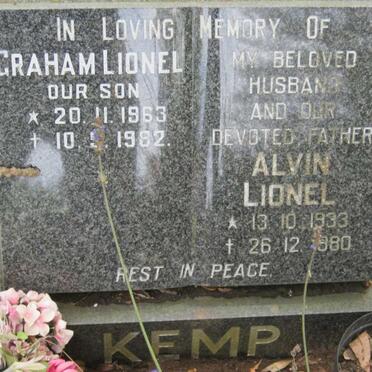 IN LOVING MEMORY OF
GRAHAM LIONEL
OUR SON
* 20.11.1963
† 10. .1982.
MY BELOVED
HUSBAND
AND OUR
DEVOTED FATHER
ALVIN
LIONEL
* 13.10.1933
† 26.12.1980
REST IN PEACE.
KEMP